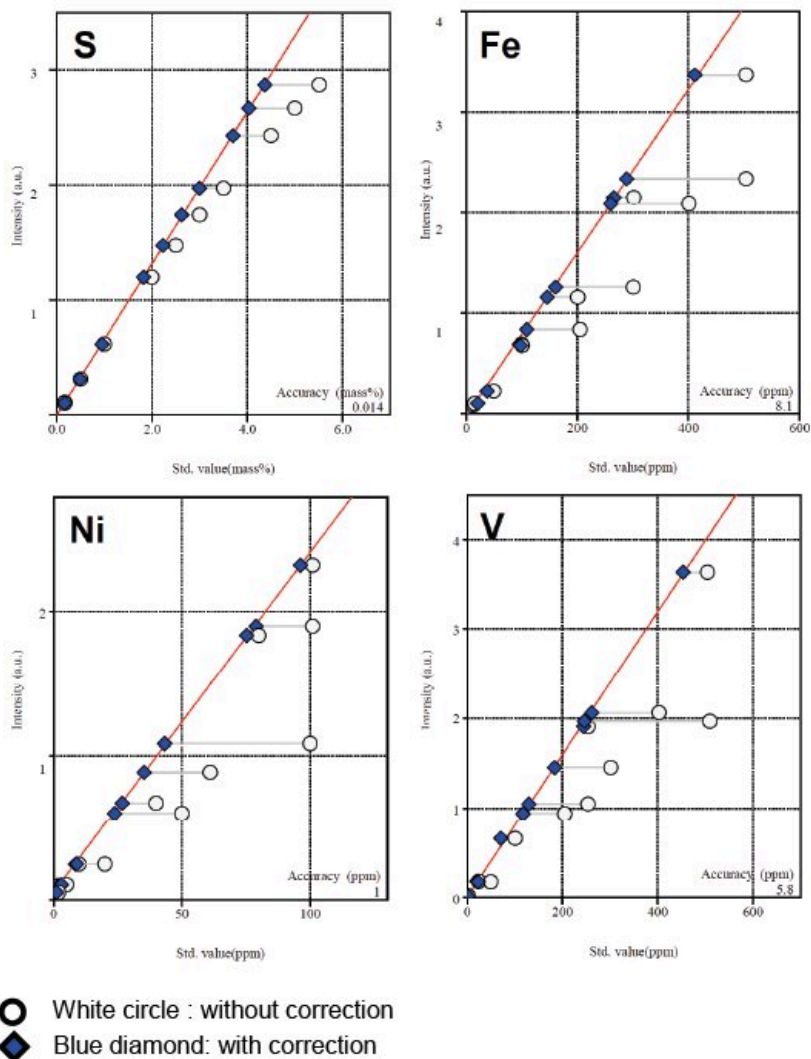 S
3
2
1
Intensity (a.u.)
Accuracy (mass%)
0.014
0.0 2.0 4.0 6.0
Std. value(mass%)
Fe
4
3
2
1
0
Intensity (a.u.)
Accuracy (ppm)
8.1
0 200 400 600
Std. value(ppm)
Ni
2
1
Intensity (a.u.)
Accuracy (ppm)
1
0 50 100
Std. value(ppm)
V
4
3
2
1
0
Intensity (a.u.)
Accuracy (ppm)
5.8
0 200 400 600
Std. value(ppm)
White circle : without correction
Blue diamond: with correction